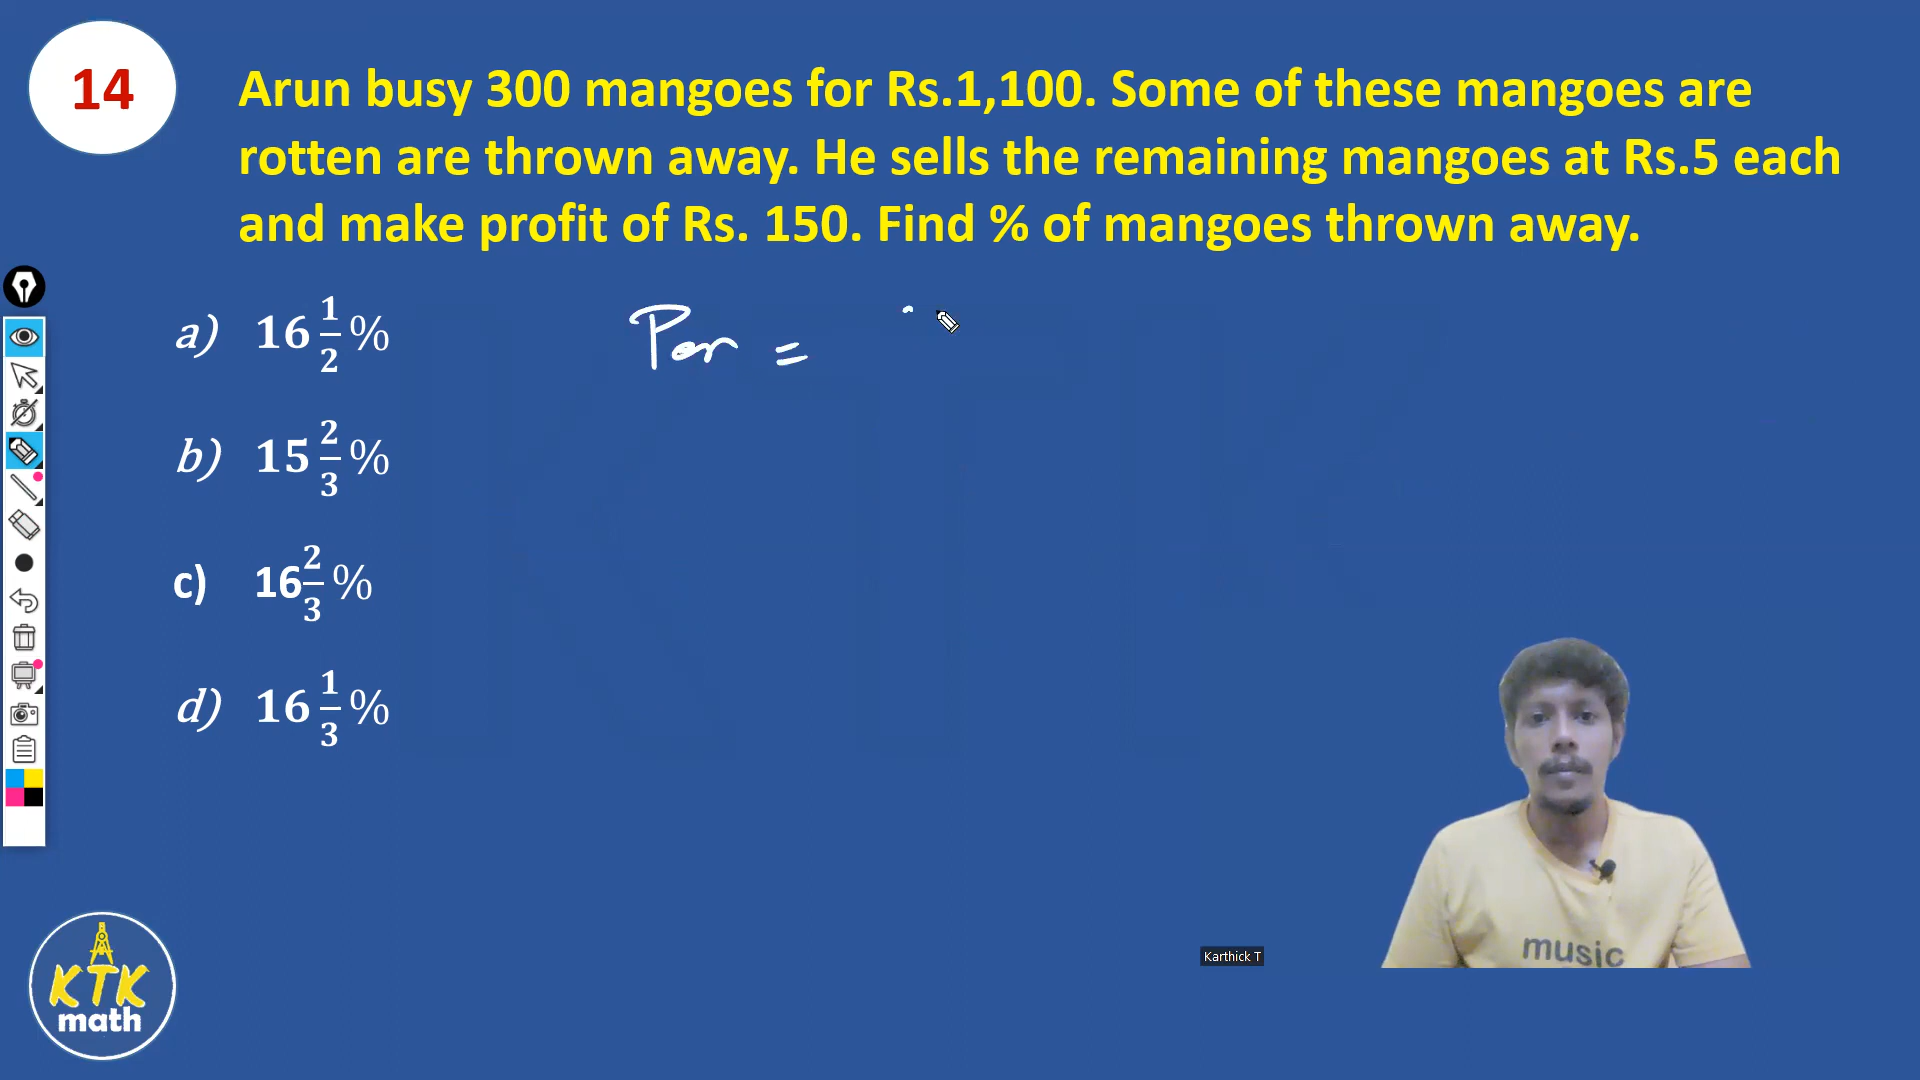 14
Arun busy 300 mangoes for Rs.1,100. Some of these mangoes are
rotten are thrown away. He sells the remaining mangoes at Rs.5 each
and make profit of Rs. 150. Find % of mangoes thrown away.
a) 16 1/2 %
b) 15 2/3 %
c) 16 2/3 %
d) 16 1/3 %
Per =
music
Karthick T
KTK
math